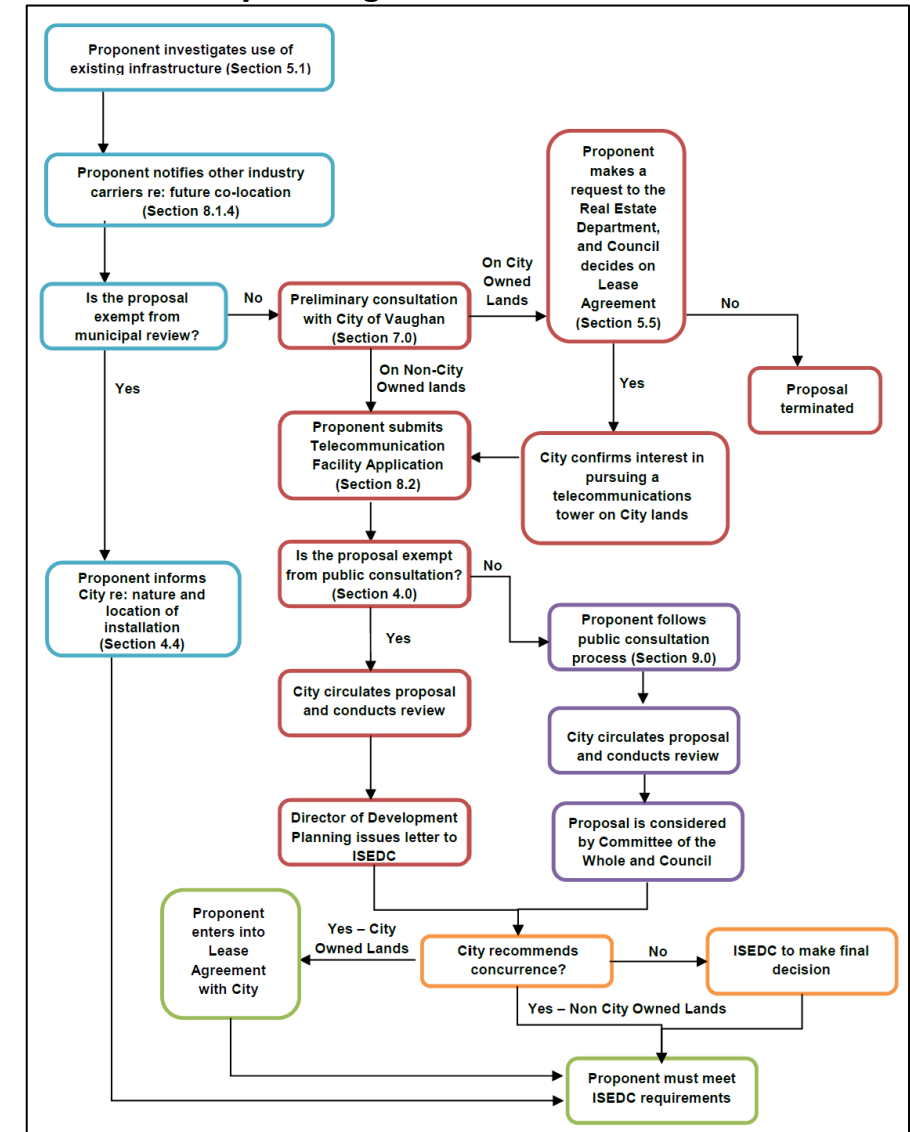 Proponent investigates use of
existing infrastructure (Section 5.1)
Proponent notifies other industry
carriers re: future co-location
(Section 8.1.4)
Is the proposal
exempt from
municipal review?
No
Yes
Preliminary consultation
with City of Vaughan
(Section 7.0)
On City
Owned
Lands
Proponent
makes a
request to the
Real Estate
Department,
and Council
decides on
Lease
Agreement
(Section 5.5)
No
Proposal
terminated
Yes
City confirms interest in
pursuing a
telecommunications
tower on City lands
On Non-City
Owned lands
Proponent submits
Telecommunication
Facility Application
(Section 8.2)
Is the proposal exempt
from public consultation?
(Section 4.0)
No
Yes
Proponent informs
City re: nature and
location of
installation
(Section 4.4)
City circulates proposal
and conducts review
Director of Development
Planning issues letter to
ISEDC
Proponent follows
public consultation
process (Section 9.0)
City circulates proposal
and conducts review
Proposal is considered
by Committee of the
Whole and Council
City recommends
concurrence?
Yes – City
Owned Lands
Proponent
enters into
Lease
Agreement
with City
No
ISEDC to make final
decision
Yes – Non City Owned Lands
Proponent must meet
ISEDC requirements